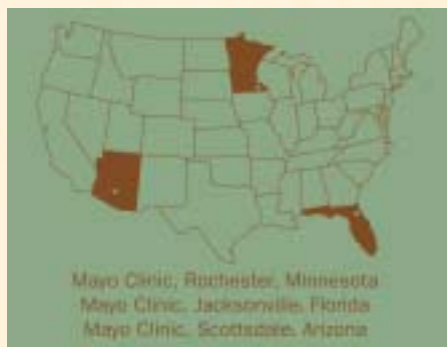 Mayo Clinic, Rochester, Minnesota
Mayo Clinic, Jacksonville, Florida
Mayo Clinic, Scottsdale, Arizona